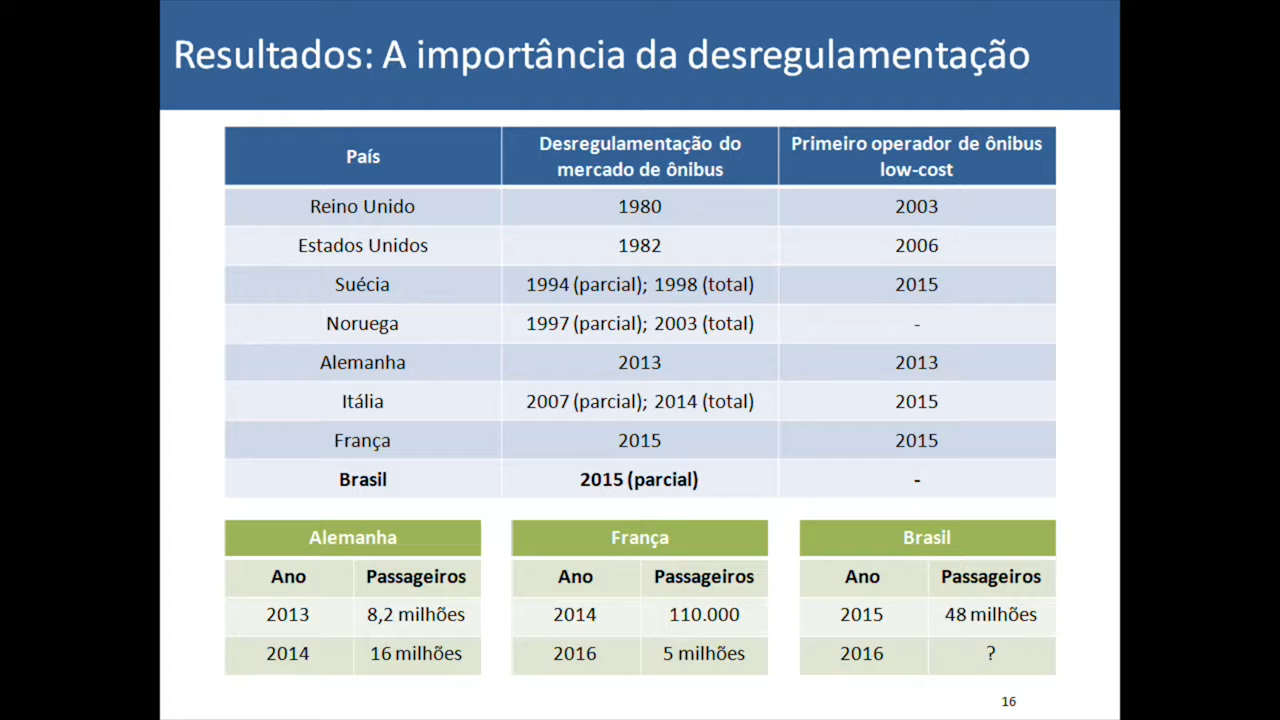 Resultados: A importância da desregulamentação
País
Desregulamentação do
mercado de ônibus
Primeiro operador de ônibus
low-cost
Reino Unido 1980 2003
Estados Unidos 1982 2006
Suécia 1994 (parcial); 1998 (total) 2015
Noruega 1997 (parcial); 2003 (total) -
Alemanha 2013 2013
Itália 2007 (parcial); 2014 (total) 2015
França 2015 2015
Brasil 2015 (parcial) -
Alemanha
Ano Passageiros
2013 8,2 milhões
2014 16 milhões
França
Ano Passageiros
2014 110.000
2016 5 milhões
Brasil
Ano Passageiros
2015 48 milhões
2016 ?
16